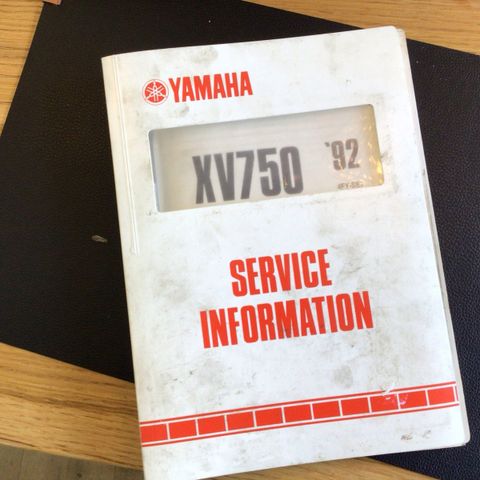 YAMAHA
XV750 '92
SERVICE
INFORMATION